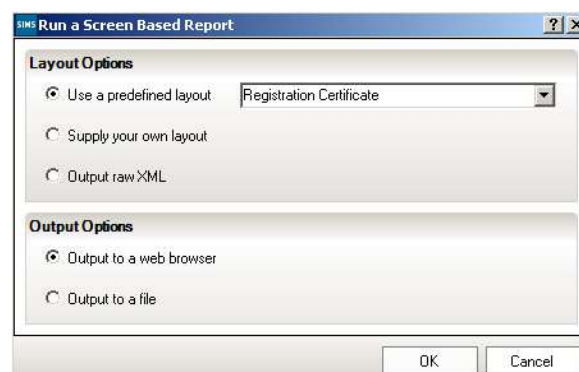 SIMS Run a Screen Based Report ? X
Layout Options
Use a predefined layout Registration Certificate
Supply your own layout
Output raw XML
Output Options
Output to a web browser
Output to a file
OK Cancel